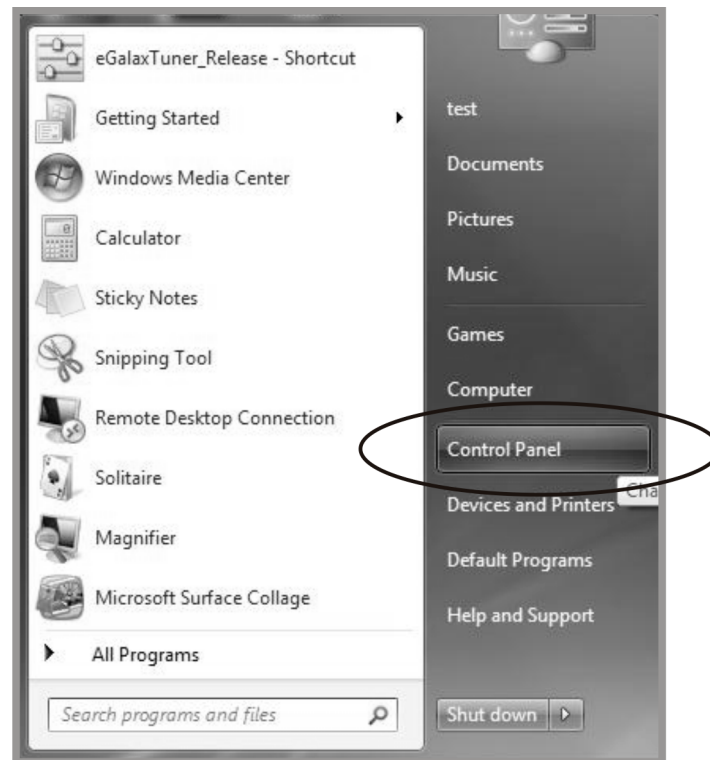 eGalaxTuner_Release - Shortcut
Getting Started
Windows Media Center
Calculator
Sticky Notes
Snipping Tool
Remote Desktop Connection
Solitaire
Magnifier
Microsoft Surface Collage
All Programs
Search programs and files
test
Documents
Pictures
Music
Games
Computer
Control Panel
Devices and Printers
Default Programs
Help and Support
Shut down